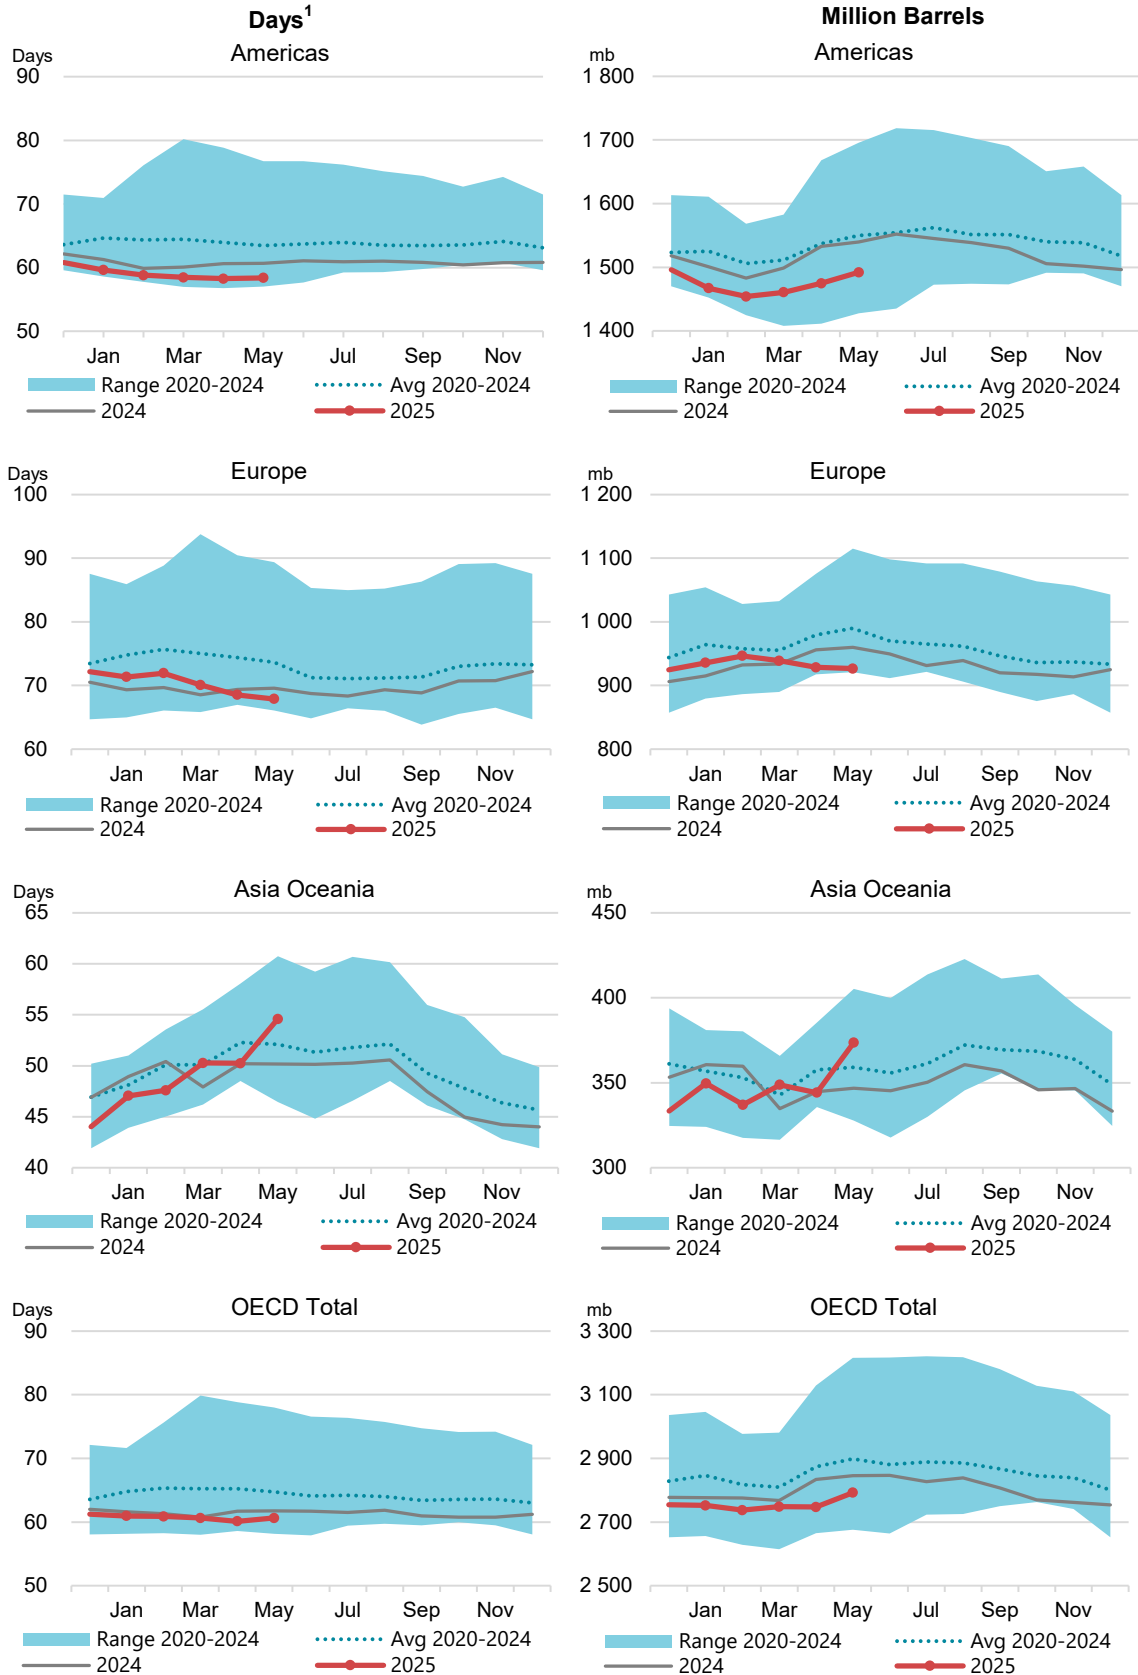 Days¹
Million Barrels
Days
Americas
90
80
70
60
50
Jan Mar May Jul Sep Nov
Range 2020-2024
Avg 2020-2024
2024
2025
mb
Americas
1 800
1 700
1 600
1 500
1 400
Jan Mar May Jul Sep Nov
Range 2020-2024
Avg 2020-2024
2024
2025
Days
Europe
100
90
80
70
60
Jan Mar May Jul Sep Nov
Range 2020-2024
Avg 2020-2024
2024
2025
mb
Europe
1 200
1 100
1 000
900
800
Jan Mar May Jul Sep Nov
Range 2020-2024
Avg 2020-2024
2024
2025
Days
Asia Oceania
65
60
55
50
45
40
Jan Mar May Jul Sep Nov
Range 2020-2024
Avg 2020-2024
2024
2025
mb
Asia Oceania
450
400
350
300
Jan Mar May Jul Sep Nov
Range 2020-2024
Avg 2020-2024
2024
2025
Days
OECD Total
90
80
70
60
50
Jan Mar May Jul Sep Nov
Range 2020-2024
Avg 2020-2024
2024
2025
mb
OECD Total
3 300
3 100
2 900
2 700
2 500
Jan Mar May Jul Sep Nov
Range 2020-2024
Avg 2020-2024
2024
2025